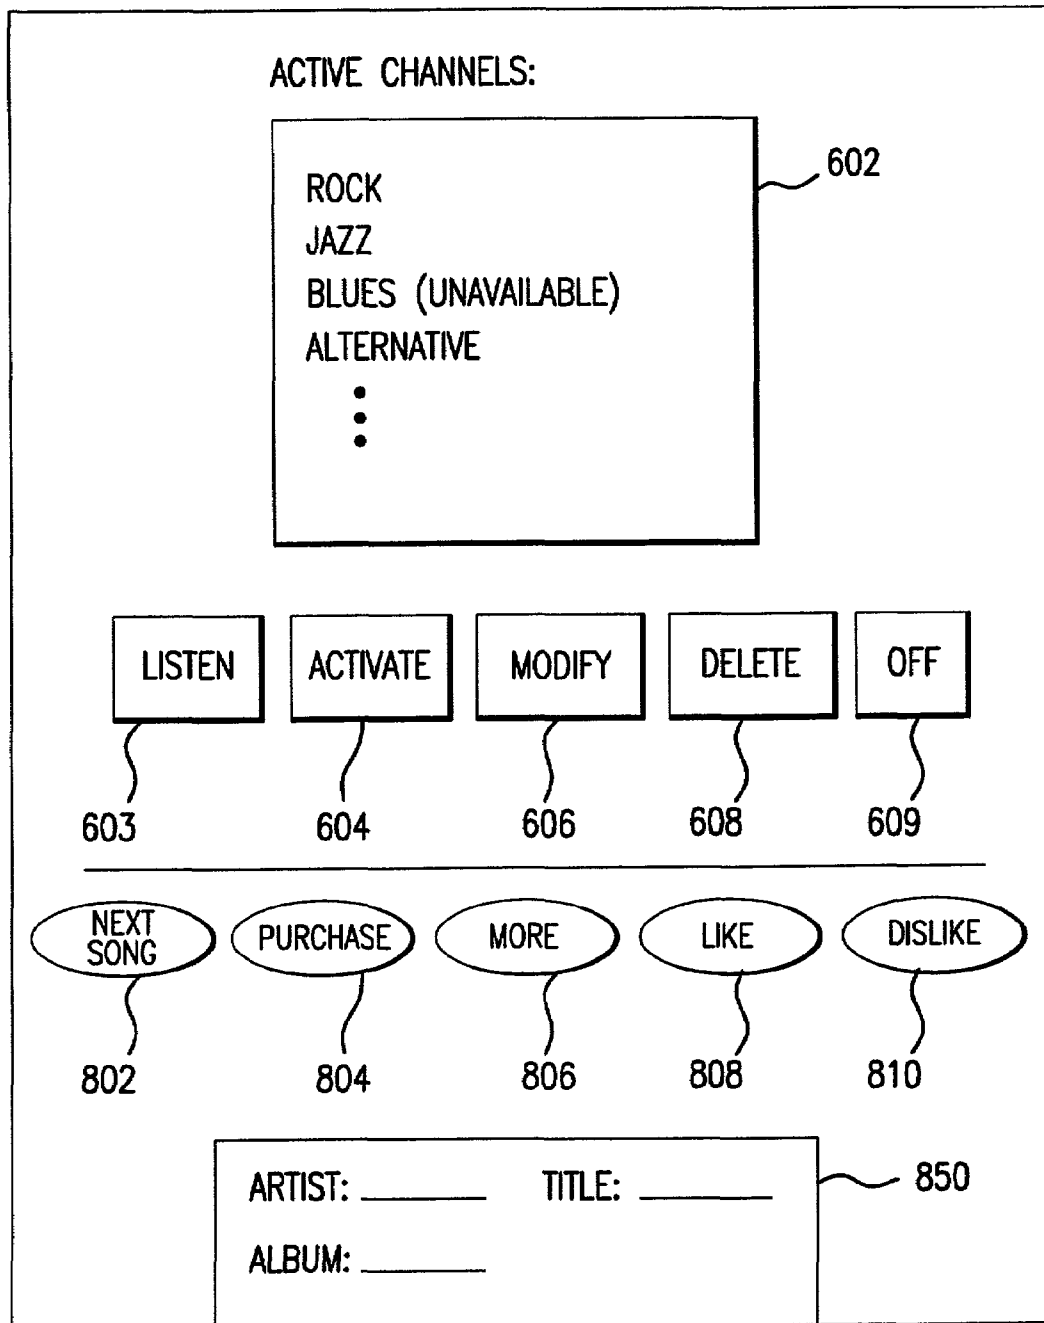 ACTIVE CHANNELS:
602
ROCK
JAZZ
BLUES (UNAVAILABLE)
ALTERNATIVE
LISTEN ACTIVATE MODIFY DELETE OFF
603 604 606 608 609
NEXT SONG PURCHASE MORE LIKE DISLIKE
802 804 806 808 810
ARTIST: TITLE: 850
ALBUM: